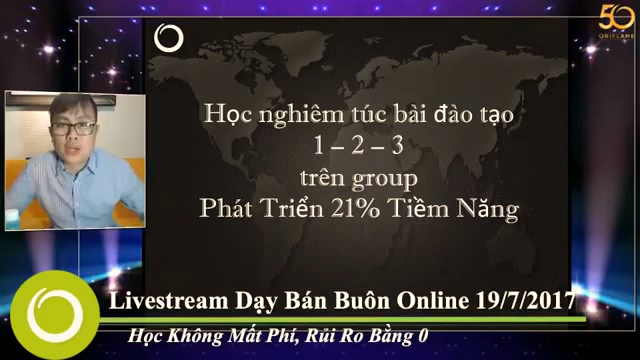 50
ORIFLAME
Học nghiêm túc bài đào tạo
1 – 2 – 3
trên group
Phát Triển 21% Tiềm Năng
Livestream Dạy Bán Buôn Online 19/7/2017
Học Không Mất Phí, Rủi Ro Bằng 0